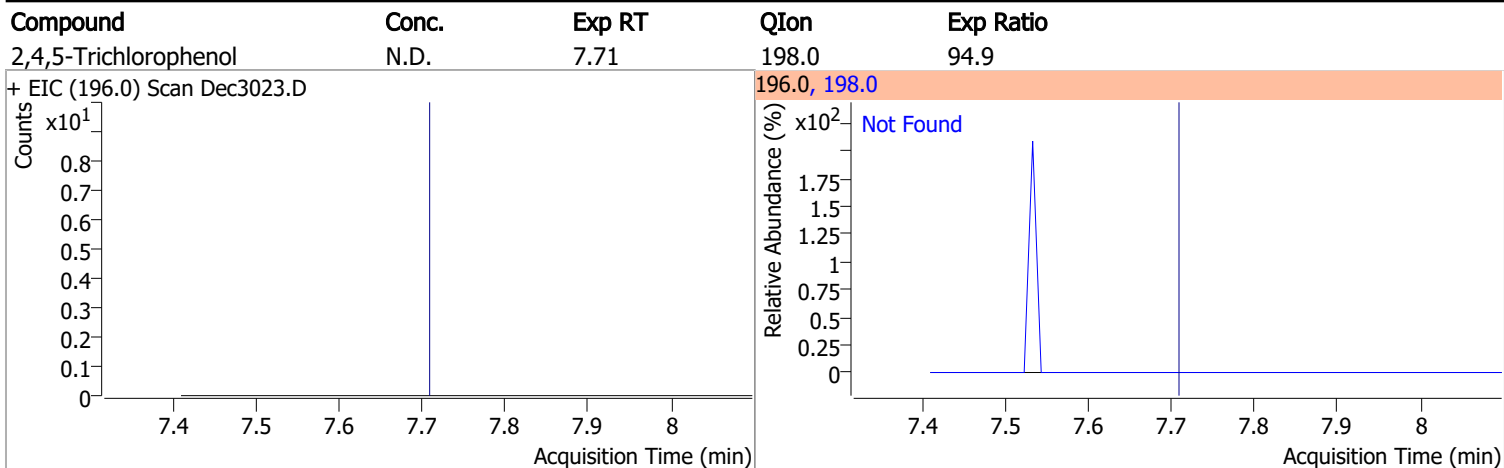 Compound Conc. Exp RT QIon Exp Ratio
2,4,5-Trichlorophenol N.D. 7.71 198.0 94.9
+ EIC (196.0) Scan Dec3023.D
Counts
x10¹
0.8
0.7
0.6
0.5
0.4
0.3
0.2
0.1
0
7.4 7.5 7.6 7.7 7.8 7.9 8
Acquisition Time (min)
196.0, 198.0
Relative Abundance (%)
x10²
Not Found
1.75
1.5
1.25
1
0.75
0.5
0.25
0
7.4 7.5 7.6 7.7 7.8 7.9 8
Acquisition Time (min)